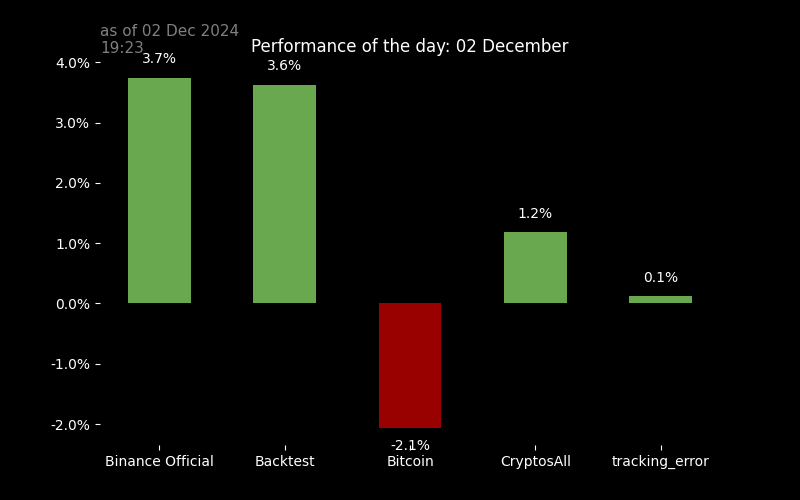 as of 02 Dec 2024
19:23
Performance of the day: 02 December
4.0%
3.0%
2.0%
1.0%
0.0%
-1.0%
-2.0%
3.7%
3.6%
-2.1%
1.2%
0.1%
Binance Official
Backtest
Bitcoin
CryptosAll
tracking_error